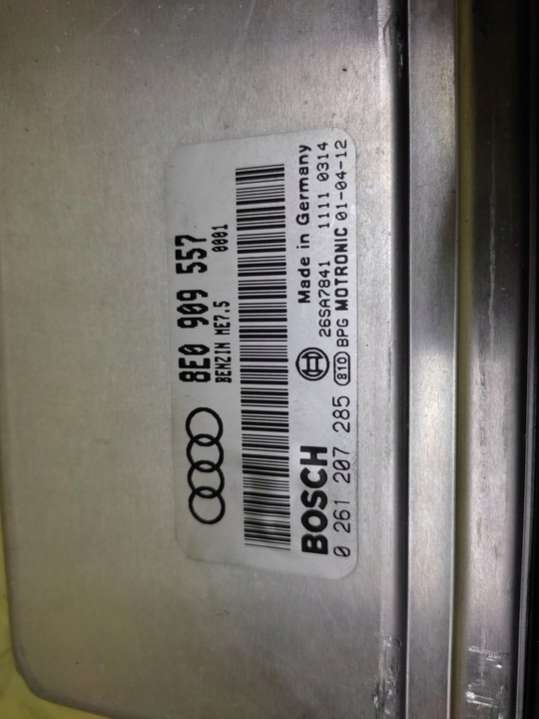 8E0 909 557
BENZIN ME7.5 0001
Made in Germany
26SA7841 1111 0314
BOSCH 810 BPG MOTRONIC 01-04-12
0 261 207 285